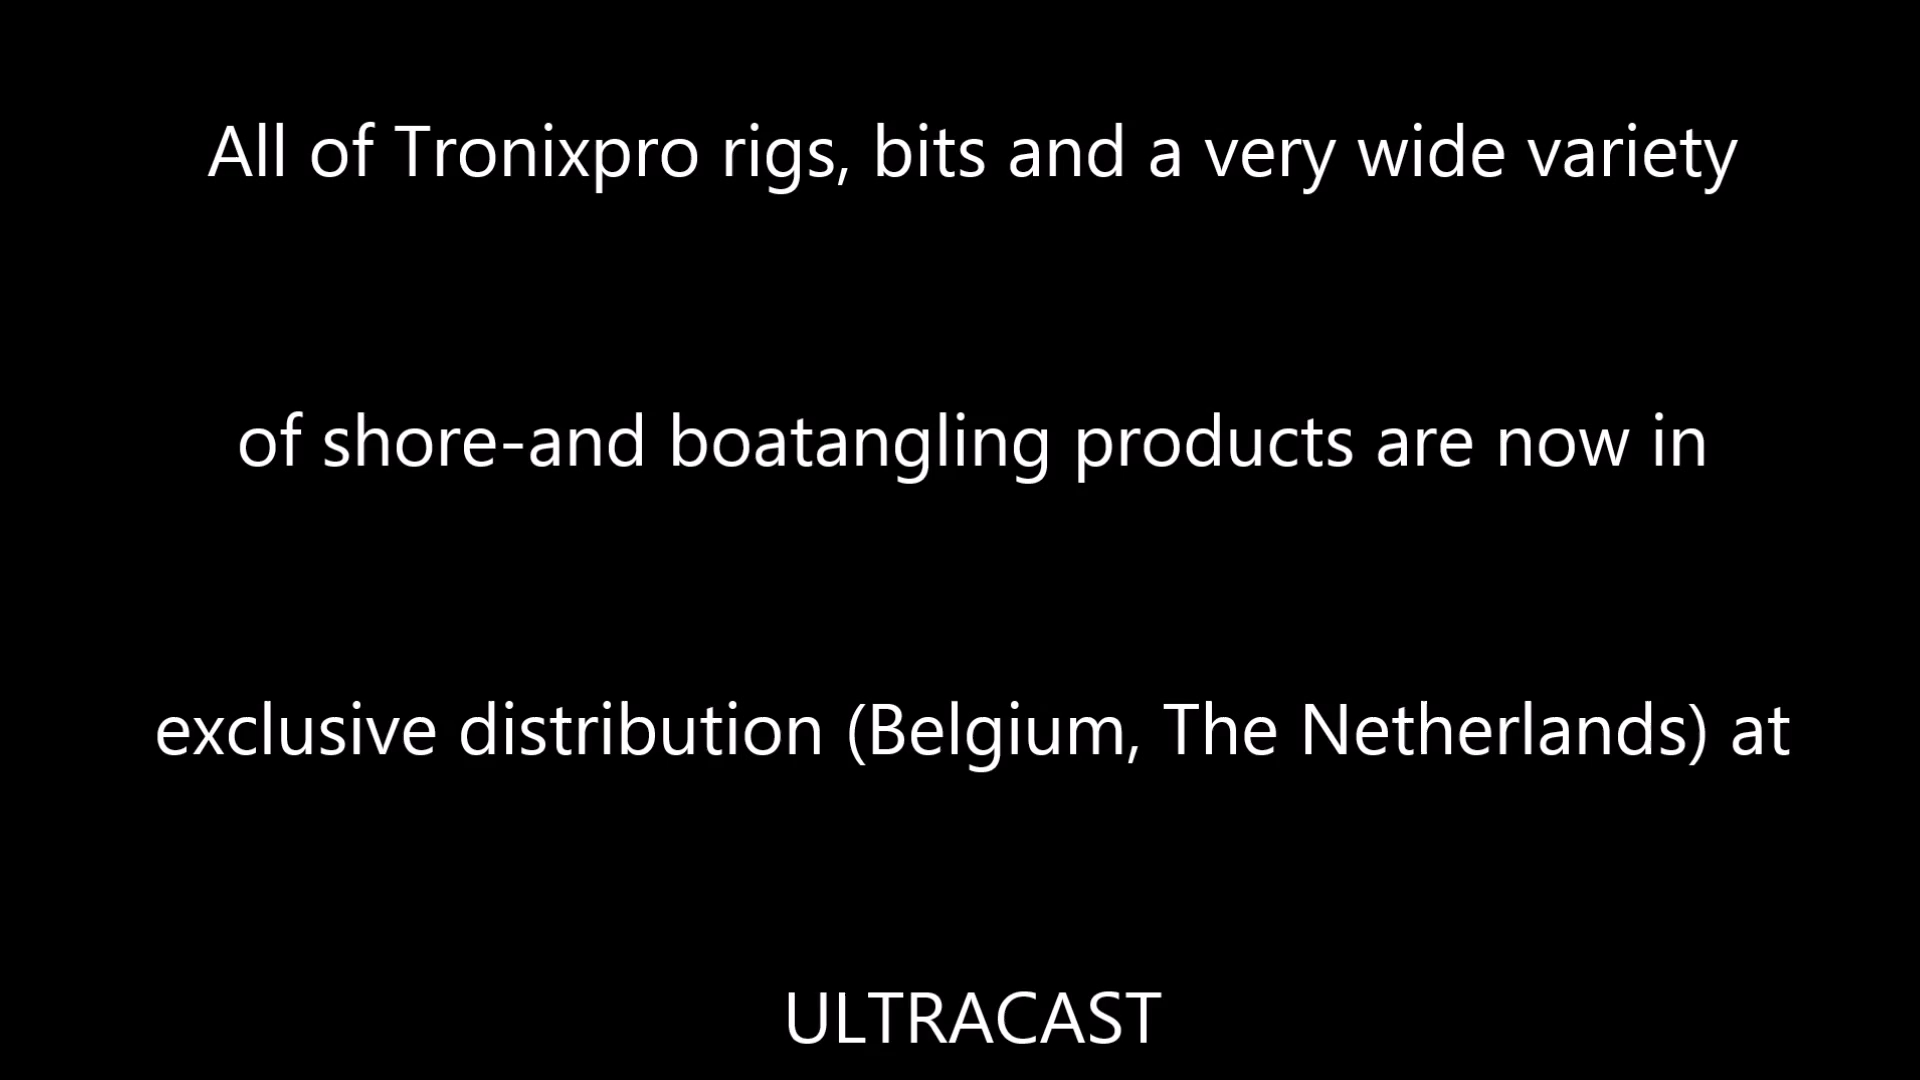 All of Tronixpro rigs, bits and a very wide variety
of shore-and boatangling products are now in
exclusive distribution (Belgium, The Netherlands) at
ULTRACAST